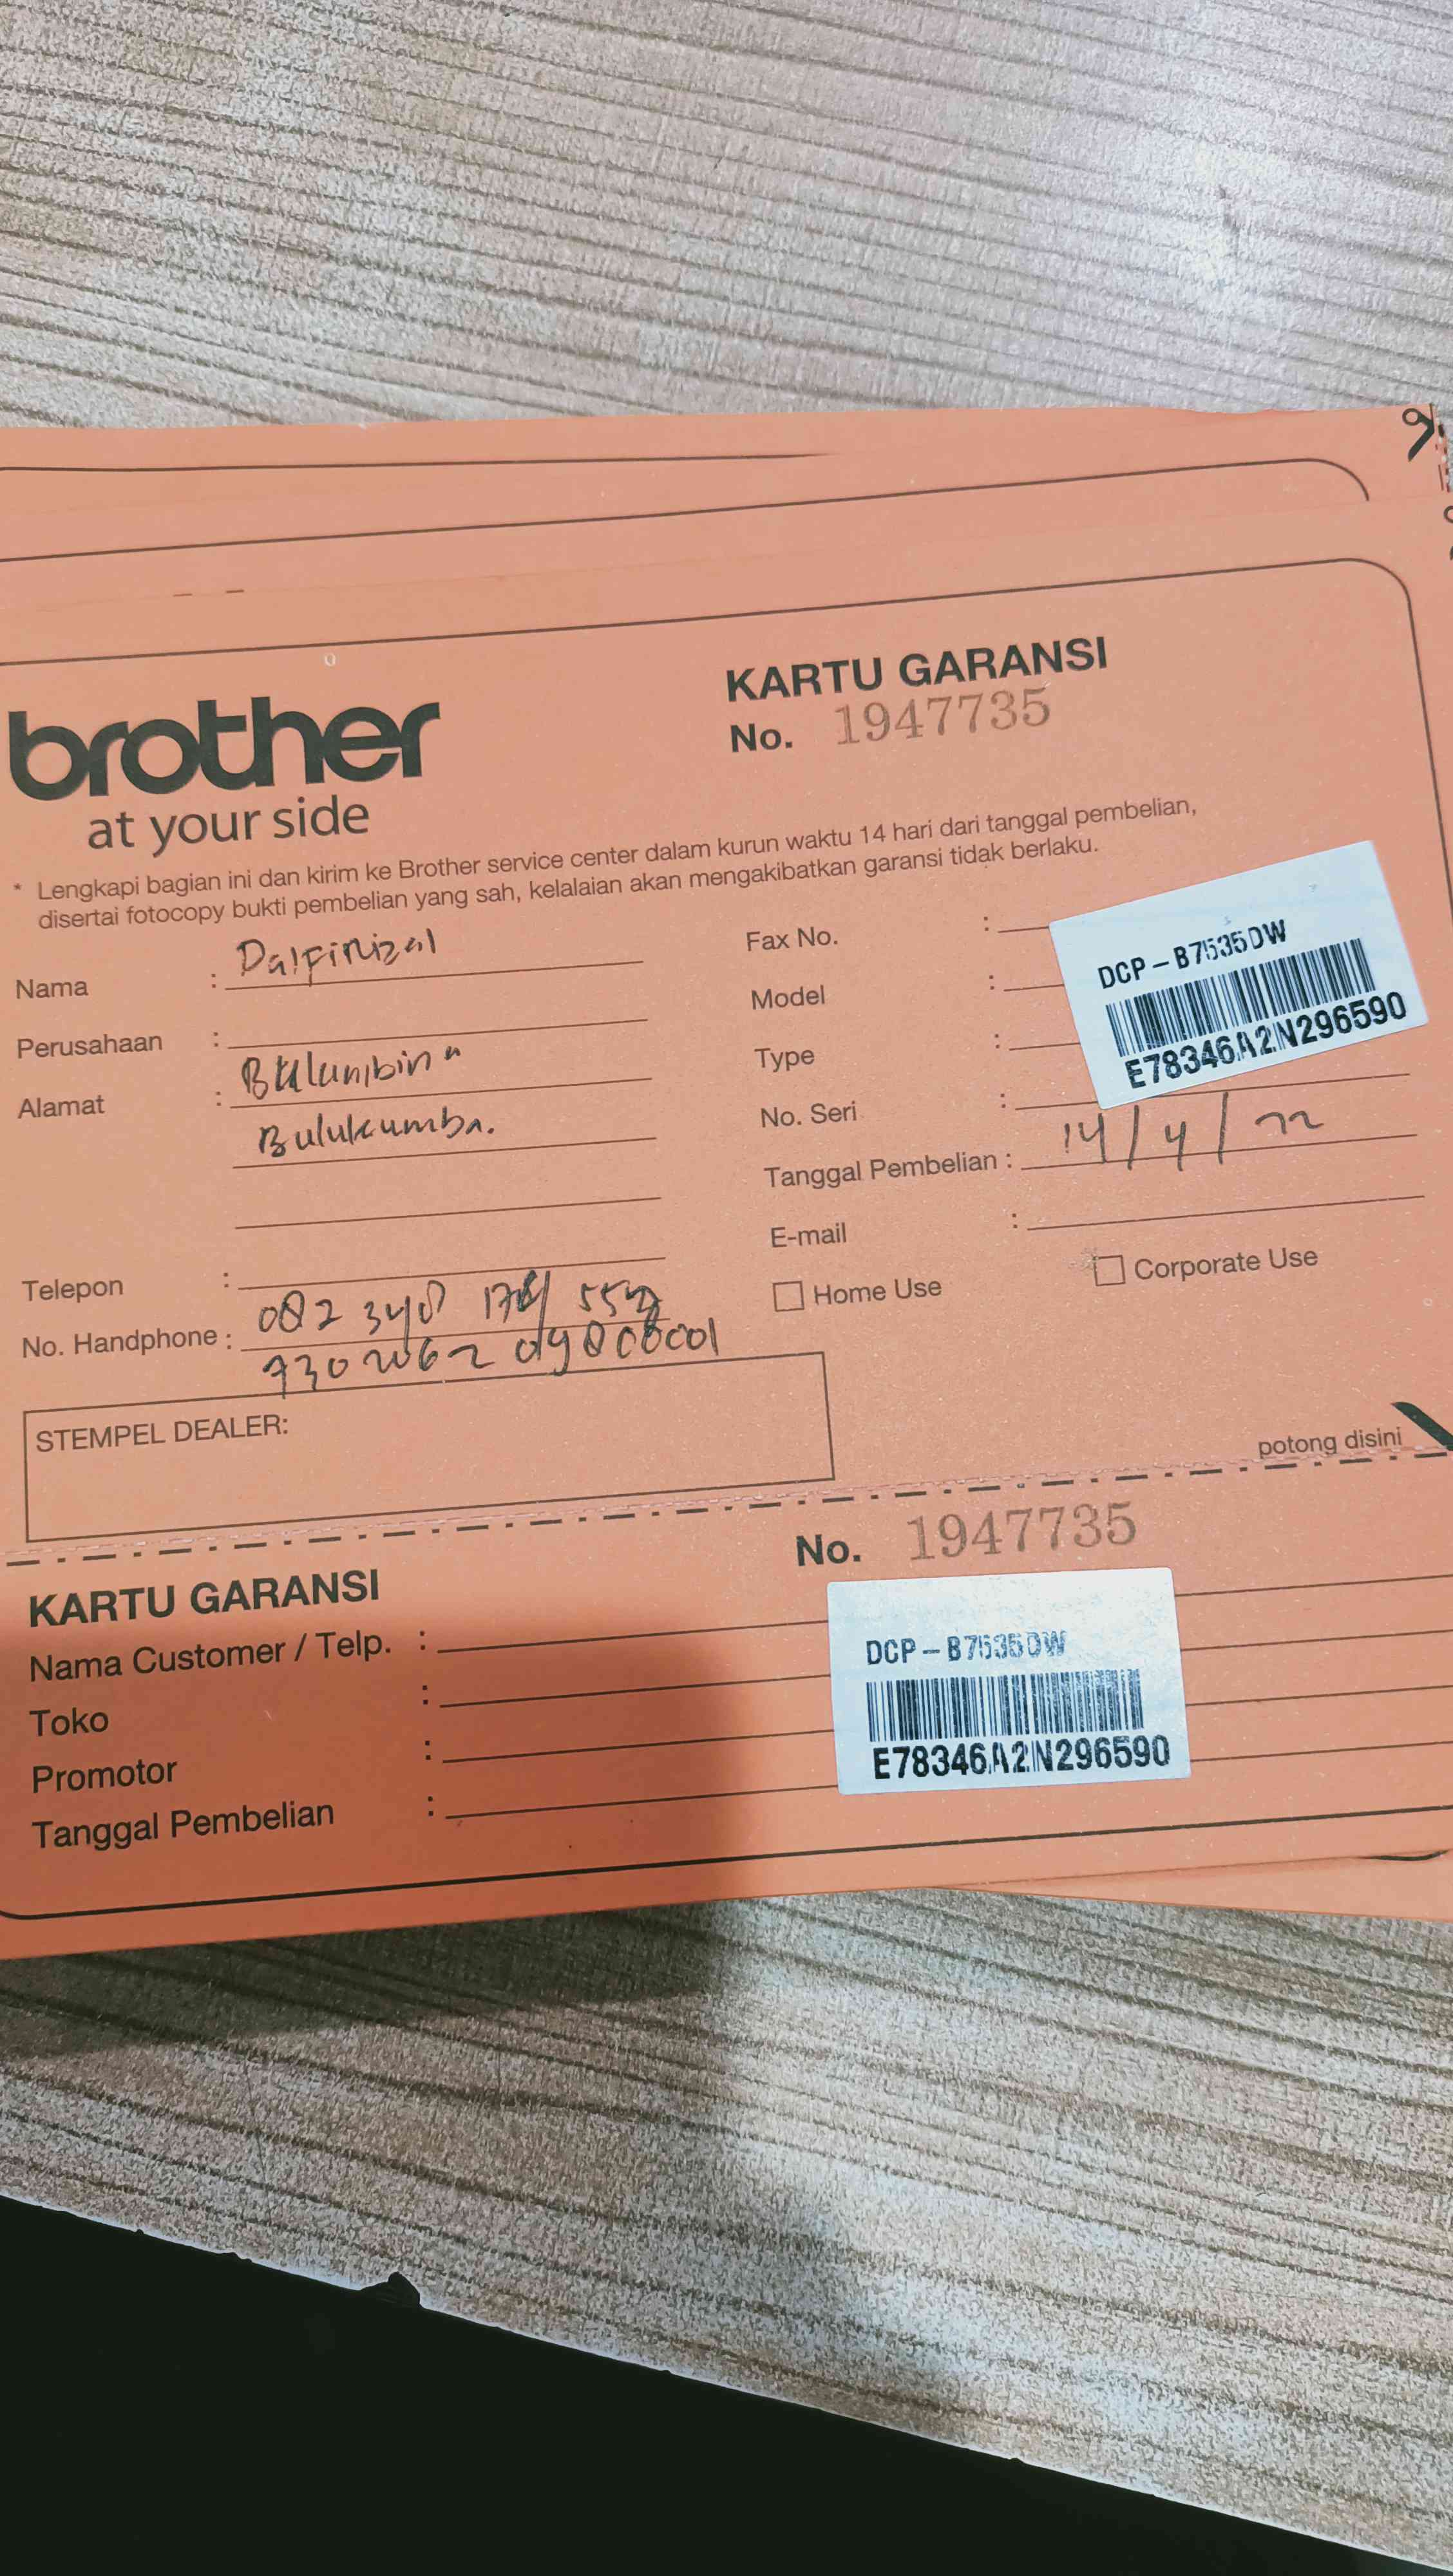 brother
at your side
KARTU GARANSI
No. 1947735
* Lengkapi bagian ini dan kirim ke Brother service center dalam kurun waktu 14 hari dari tanggal pembelian,
disertai fotocopy bukti pembelian yang sah, kelalaian akan mengakibatkan garansi tidak berlaku.
Nama : Dalfirizal
Perusahaan :
Alamat :
Bulukumba.
Telepon :
No. Handphone : 082 348
STEMPEL DEALER:
Fax No. :
Model :
Type :
No. Seri :
DCP-B7535DW
E78346A2N296590
Tanggal Pembelian : 14/4/22
E-mail :
Home Use
Corporate Use
potong disini
KARTU GARANSI
No. 1947735
Nama Customer / Telp. :
Toko :
Promotor :
Tanggal Pembelian :
DCP-B7535DW
E78346A2N296590